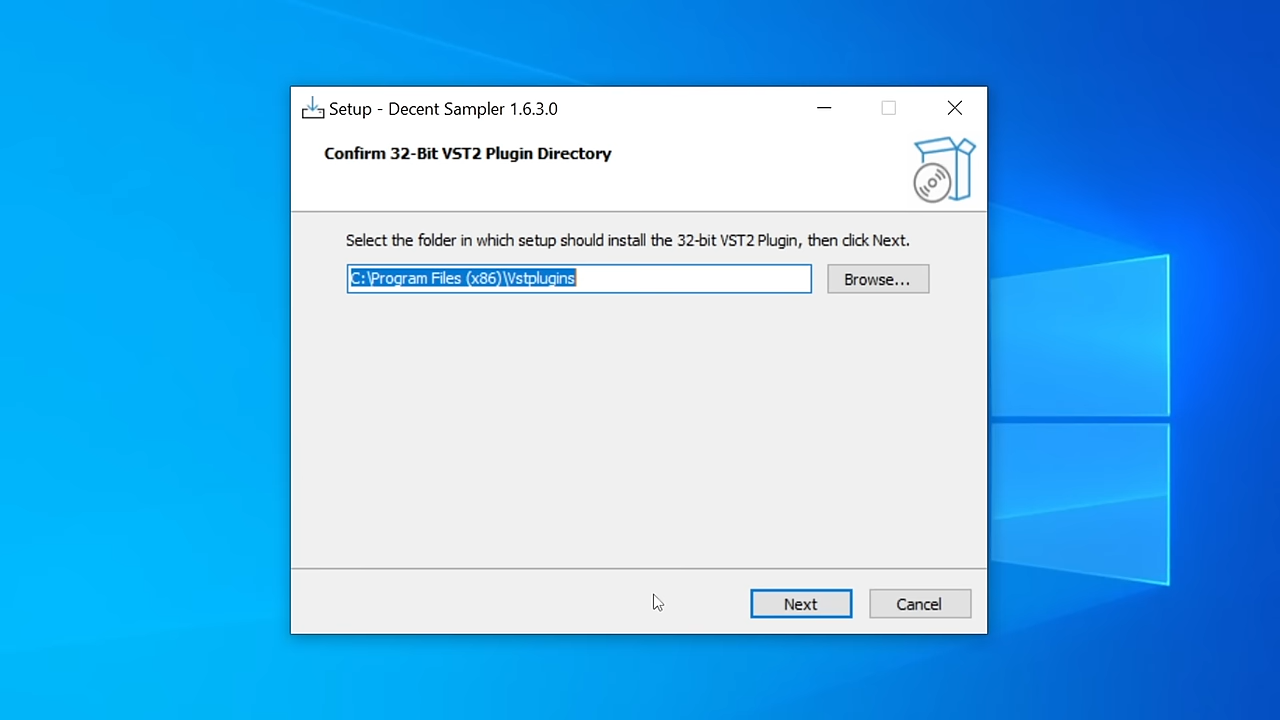 Setup - Decent Sampler 1.6.3.0
Confirm 32-Bit VST2 Plugin Directory
Select the folder in which setup should install the 32-bit VST2 Plugin, then click Next.
C:\Program Files (x86)\Vstplugins
Browse...
Next
Cancel